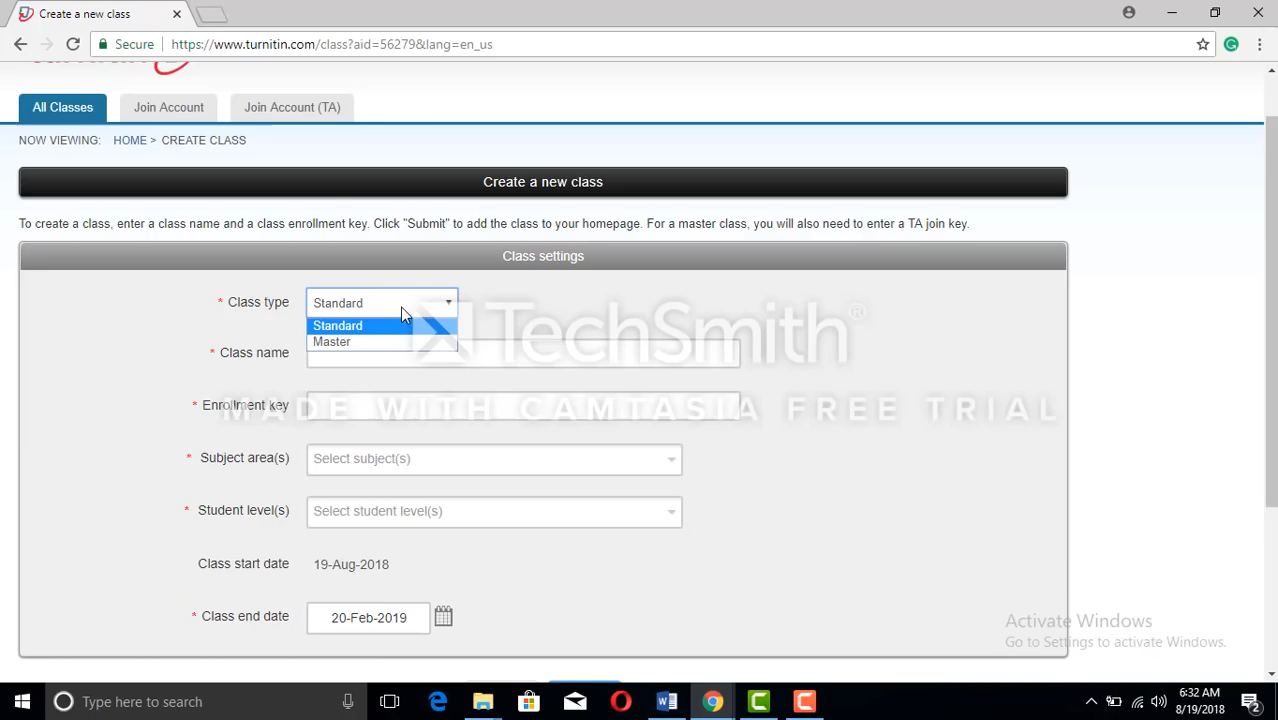 Create a new class
Secure https://www.turnitin.com/class?aid=56279&lang=en_us
All Classes Join Account Join Account (TA)
NOW VIEWING: HOME > CREATE CLASS
Create a new class
To create a class, enter a class name and a class enrollment key. Click "Submit" to add the class to your homepage. For a master class, you will also need to enter a TA join key.
Class settings
* Class type Standard
Standard
Master
TechSmith®
* Class name
* Enrollment key
MADE WITH CAMTASIA FREE TRIAL
* Subject area(s) Select subject(s)
* Student level(s) Select student level(s)
Class start date 19-Aug-2018
* Class end date 20-Feb-2019
Activate Windows
Go to Settings to activate Windows.
Type here to search
6:32 AM
8/19/2018
2